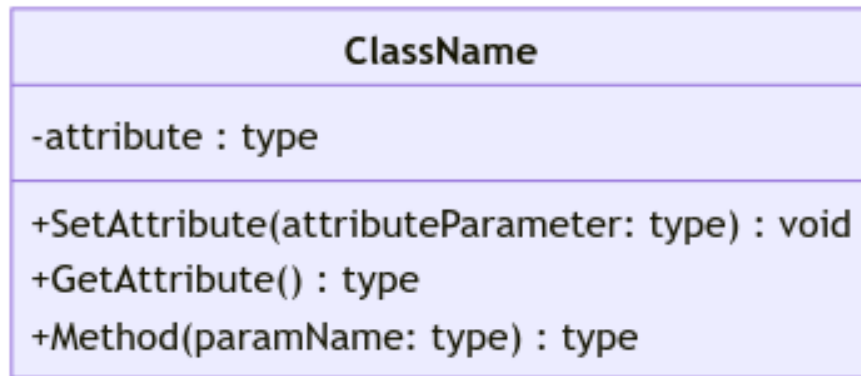 ClassName
-attribute : type
+SetAttribute(attributeParameter: type) : void
+GetAttribute() : type
+Method(paramName: type) : type